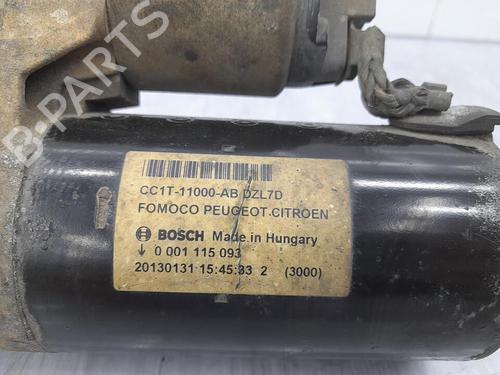 B-PARTS
CC1T-11000-AB DZL7D
FOMOCO PEUGEOT.CITROEN
BOSCH Made in Hungary
0 001 115 093
20130131 15:45:33 2 (3000)